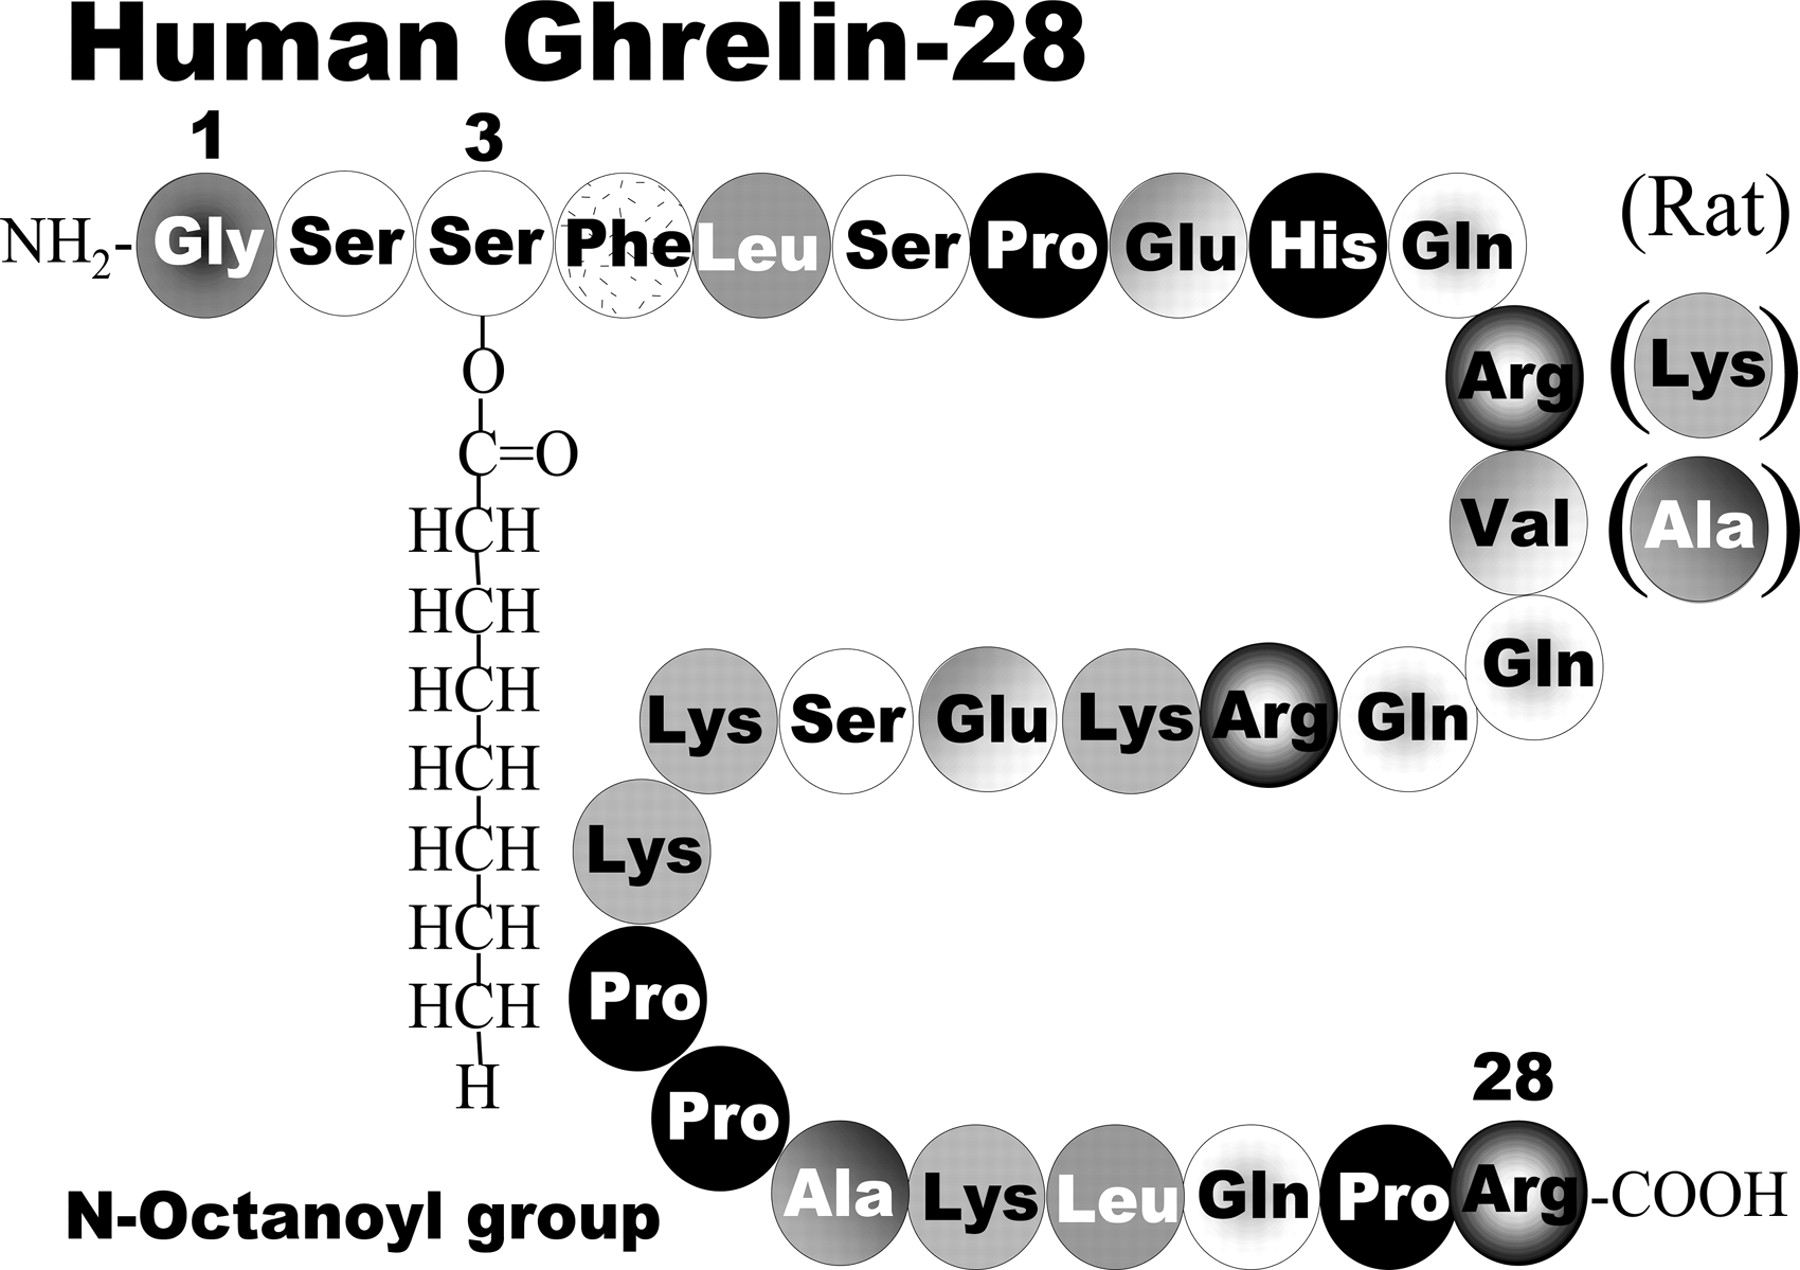 Human Ghrelin-28
1 3
NH2- Gly Ser Ser Phe Leu Ser Pro Glu His Gln (Rat)
O
Arg (Lys)
C=O
HCH
Val (Ala)
HCH
Gln
HCH
Lys Ser Glu Lys Arg Gln
HCH
HCH
Lys
HCH
HCH
Pro
H
Pro
28
Ala Lys Leu Gln Pro Arg -COOH
N-Octanoyl group